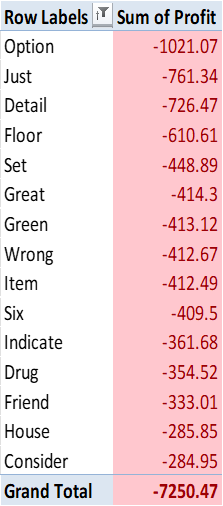 Row Labels Sum of Profit
Option -1021.07
Just -761.34
Detail -726.47
Floor -610.61
Set -448.89
Great -414.3
Green -413.12
Wrong -412.67
Item -412.49
Six -409.5
Indicate -361.68
Drug -354.52
Friend -333.01
House -285.85
Consider -284.95
Grand Total -7250.47